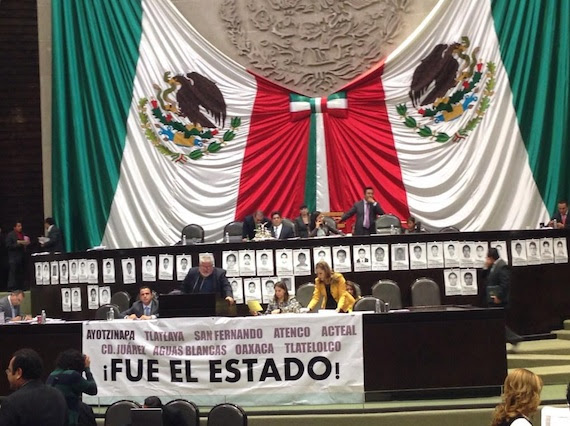 AYOTZINAPA TLATLAYA SAN FERNANDO ATENCO ACTEAL
CD. JUÁREZ AGUAS BLANCAS OAXACA TLATELOLCO
¡FUE EL ESTADO!